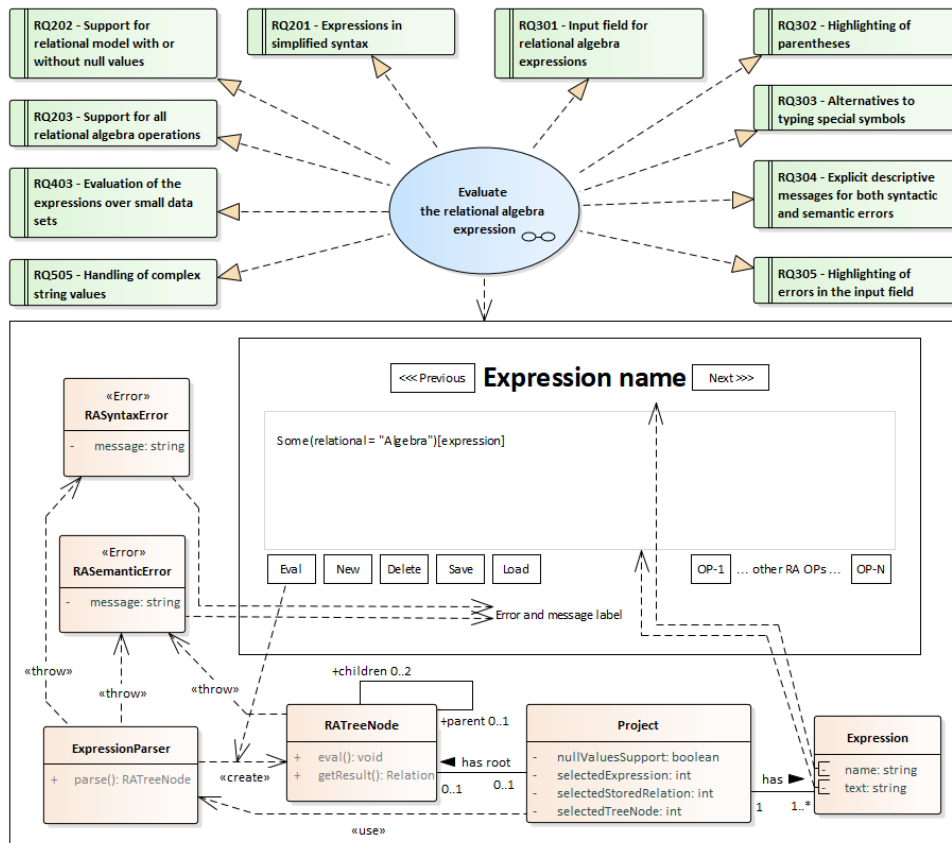 RQ202 - Support for
relational model with or
without null values
RQ201 - Expressions in
simplified syntax
RQ301 - Input field for
relational algebra
expressions
RQ302 - Highlighting of
parentheses
RQ203 - Support for all
relational algebra operations
RQ303 - Alternatives to
typing special symbols
RQ403 - Evaluation of the
expressions over small data
sets
Evaluate
the relational algebra
expression
RQ304 - Explicit descriptive
messages for both syntactic
and semantic errors
RQ505 - Handling of complex
string values
RQ305 - Highlighting of
errors in the input field
<<< Previous
Expression name
Next >>>
«Error»
RASyntaxError
- message: string
Some(relational = "Algebra")[expression]
«Error»
RASemanticError
- message: string
Eval
New
Delete
Save
Load
OP-1
... other RA OPs ...
OP-N
Error and message label
«throw»
«throw»
«throw»
+children 0..2
+parent 0..1
ExpressionParser
+ parse(): RATreeNode
«create»
RATreeNode
+ eval(): void
+ getResult(): Relation
has root
0..1
0..1
Project
- nullValuesSupport: boolean
- selectedExpression: int
- selectedStoredRelation: int
- selectedTreeNode: int
has
1
1..*
Expression
- name: string
- text: string
«use»